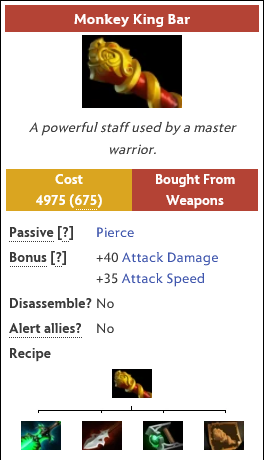 Monkey King Bar
A powerful staff used by a master
warrior.
Cost
4975 (675)
Bought From
Weapons
Passive [?] Pierce
Bonus [?] +40 Attack Damage
+35 Attack Speed
Disassemble? No
Alert allies? No
Recipe